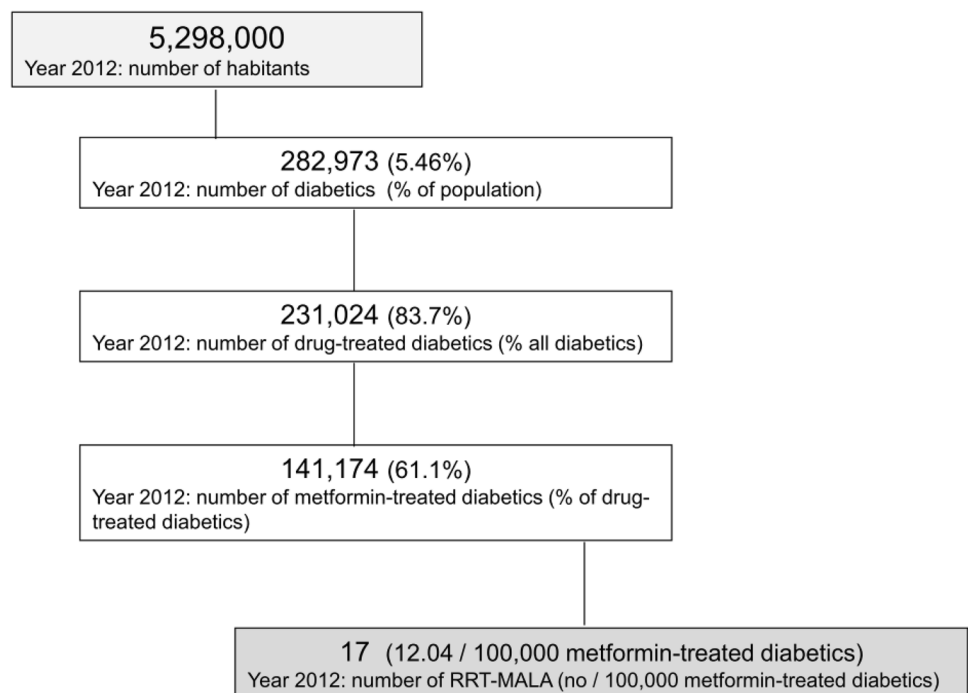 5,298,000
Year 2012: number of habitants
282,973 (5.46%)
Year 2012: number of diabetics (% of population)
231,024 (83.7%)
Year 2012: number of drug-treated diabetics (% all diabetics)
141,174 (61.1%)
Year 2012: number of metformin-treated diabetics (% of drug-
treated diabetics)
17 (12.04 / 100,000 metformin-treated diabetics)
Year 2012: number of RRT-MALA (no / 100,000 metformin-treated diabetics)